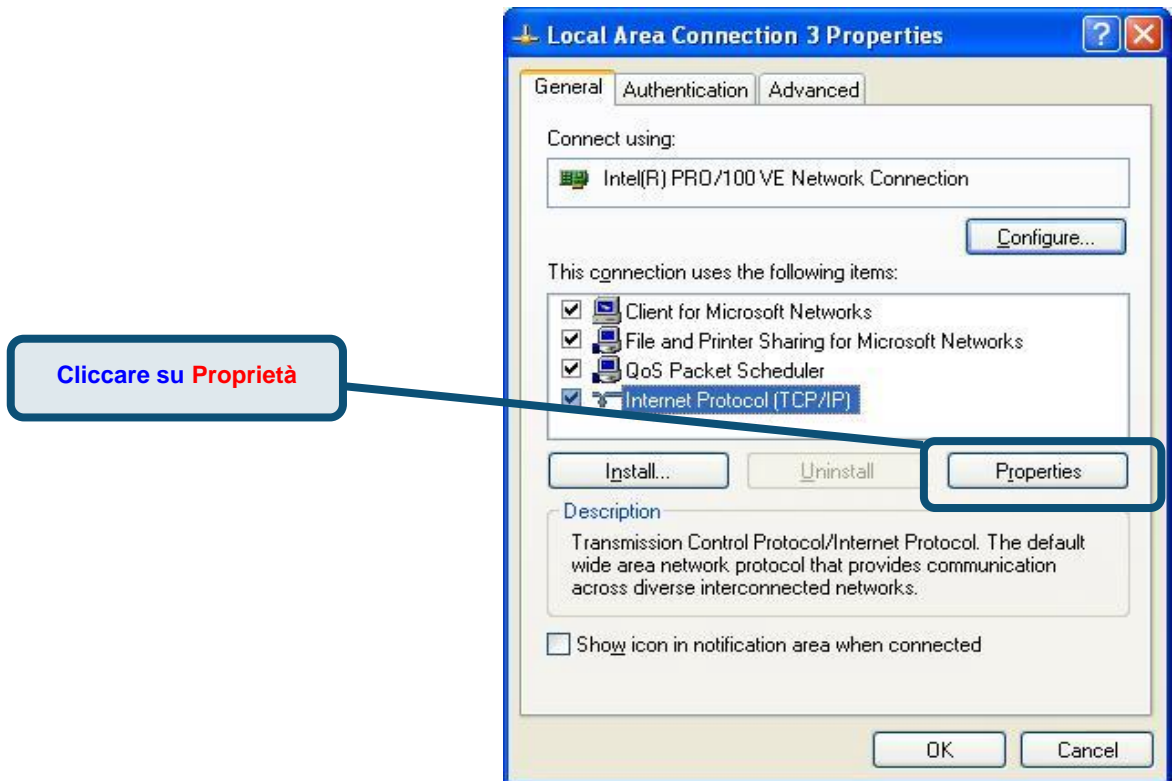 Local Area Connection 3 Properties
General Authentication Advanced
Connect using:
Intel(R) PRO/100 VE Network Connection
Configure...
This connection uses the following items:
Client for Microsoft Networks
File and Printer Sharing for Microsoft Networks
QoS Packet Scheduler
Internet Protocol (TCP/IP)
Cliccare su Proprietà
Install... Uninstall Properties
Description
Transmission Control Protocol/Internet Protocol. The default
wide area network protocol that provides communication
across diverse interconnected networks.
Show icon in notification area when connected
OK Cancel